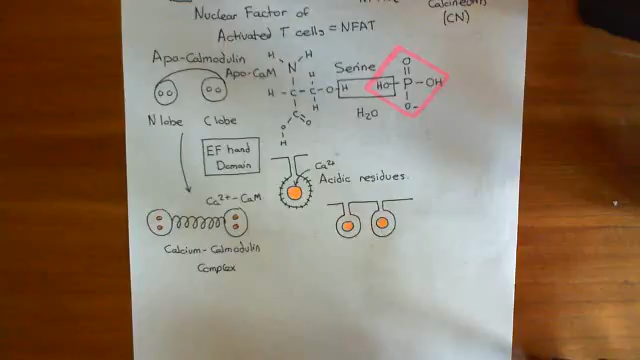 Nuclear Factor of
Activated T cells = NFAT
Calcineurin
(CN)
Apo-Calmodulin
Apo-CaM
N lobe
C lobe
EF hand
Domain
Serine
H
H
N
H
H
C
C
O
H
H
C
O
O
H
HO
P
O
OH
O-
H2O
Ca2+
Acidic residues
Ca2+-CaM
Calcium-Calmodulin
Complex